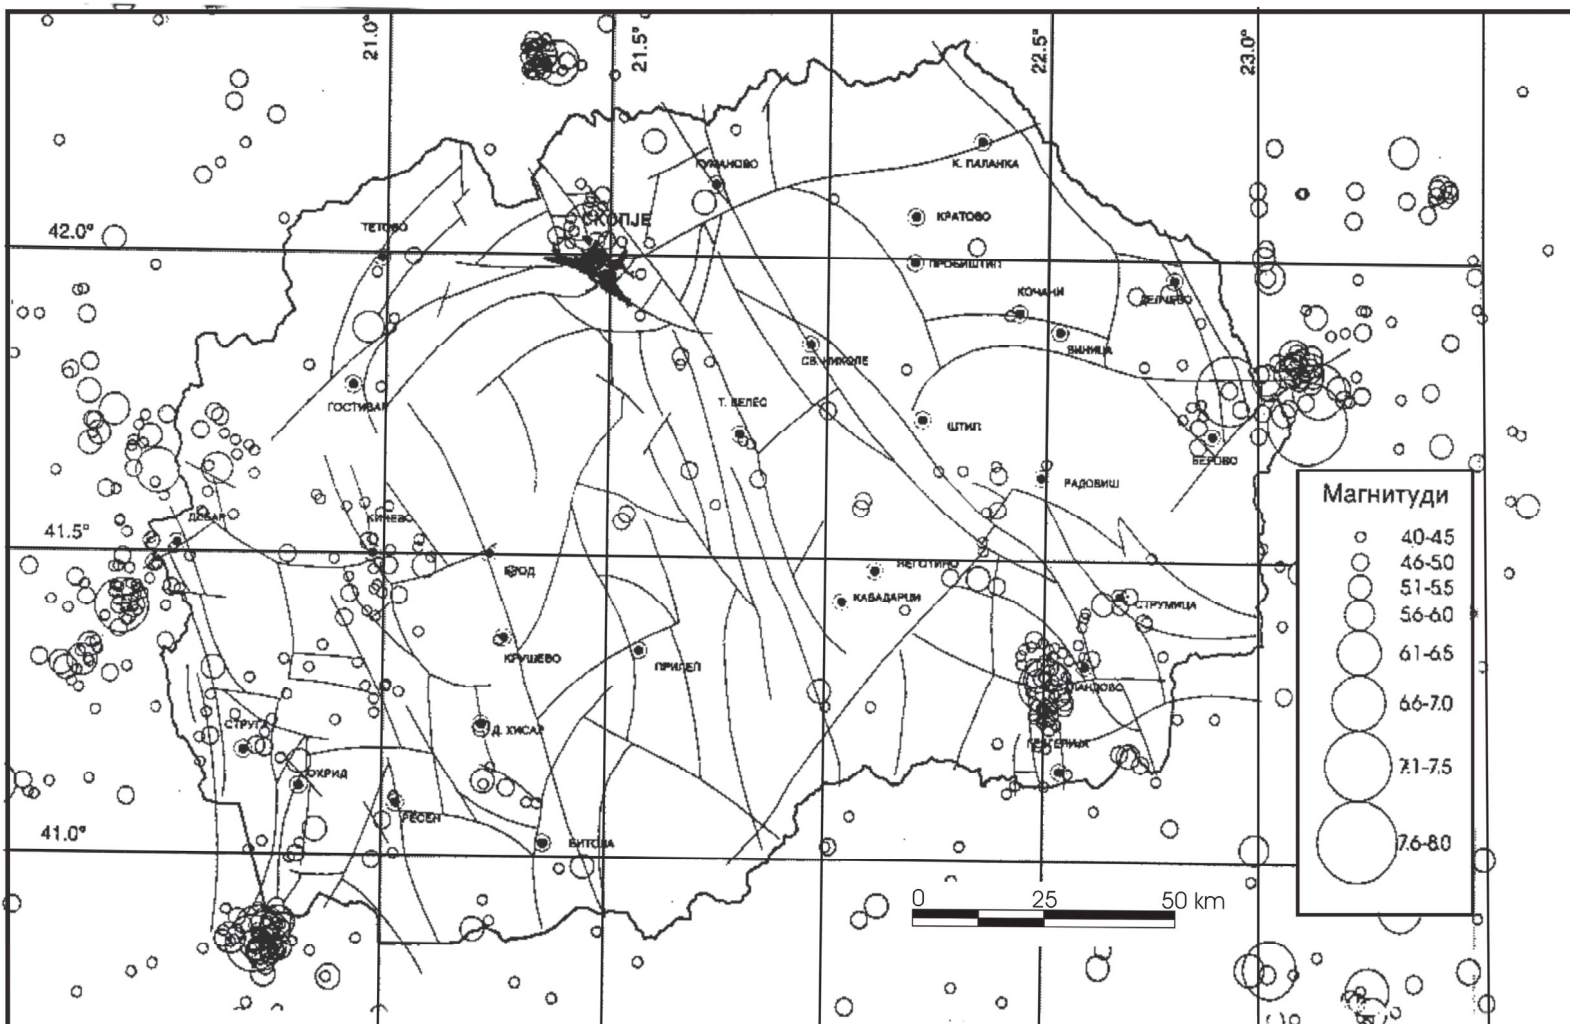 21.0°
21.5°
22.5°
23.0°
42.0°
41.5°
41.0°
КУМАНОВО
К. ПАЛАНКА
ТЕТОВО
СКОПЈЕ
КРАТОВО
ПРОБИШТИП
КОЧАНИ
ДЕЛЧЕВО
ВИНИЦА
СВ. НИКОЛЕ
ГОСТИВАР
Т. ВЕЛЕС
ШТИП
БЕРОВО
РАДОВИШ
ДЕБАР
КИЧЕВО
БРОД
НЕГОТИНО
КАВАДАРЦИ
СТРУМИЦА
КРУШЕВО
ПРИЛЕП
СТРУГА
Д. ХИСАР
ГЕВГЕЛИЈА
ОХРИД
РЕСЕН
БИТОЛА
Магнитуди
4.0-4.5
4.6-5.0
5.1-5.5
5.6-6.0
6.1-6.5
6.6-7.0
7.1-7.5
7.6-8.0
0 25 50 km